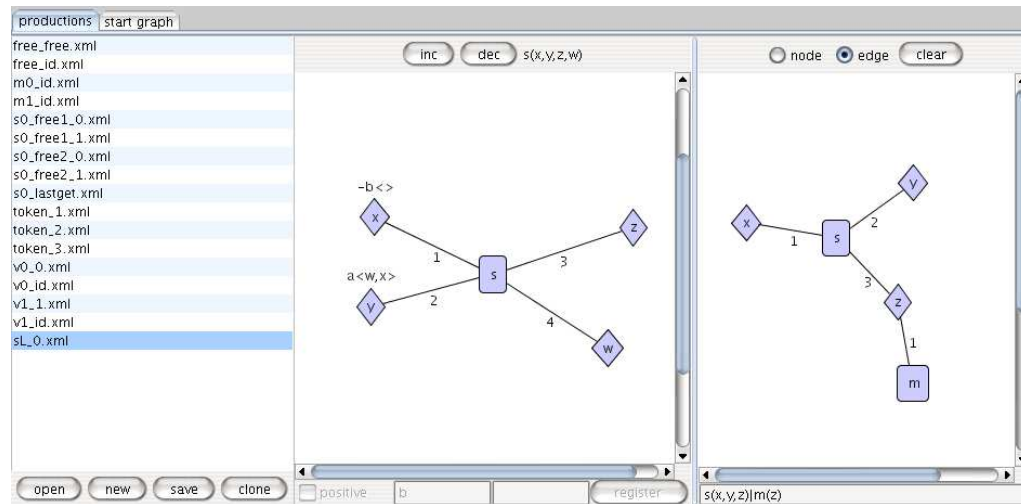 productions start graph
free_free.xml
free_id.xml
m0_id.xml
m1_id.xml
s0_free1_0.xml
s0_free1_1.xml
s0_free2_0.xml
s0_free2_1.xml
s0_lastget.xml
token_1.xml
token_2.xml
token_3.xml
v0_0.xml
v0_id.xml
v1_1.xml
v1_id.xml
sL_0.xml
open new save clone
inc dec s(x,y,z,w)
-b<>
x
z
1
3
s
a<w,x>
y
2
4
w
positive b register
node edge clear
y
x
2
s
1
3
z
1
m
s(x,y,z)|m(z)